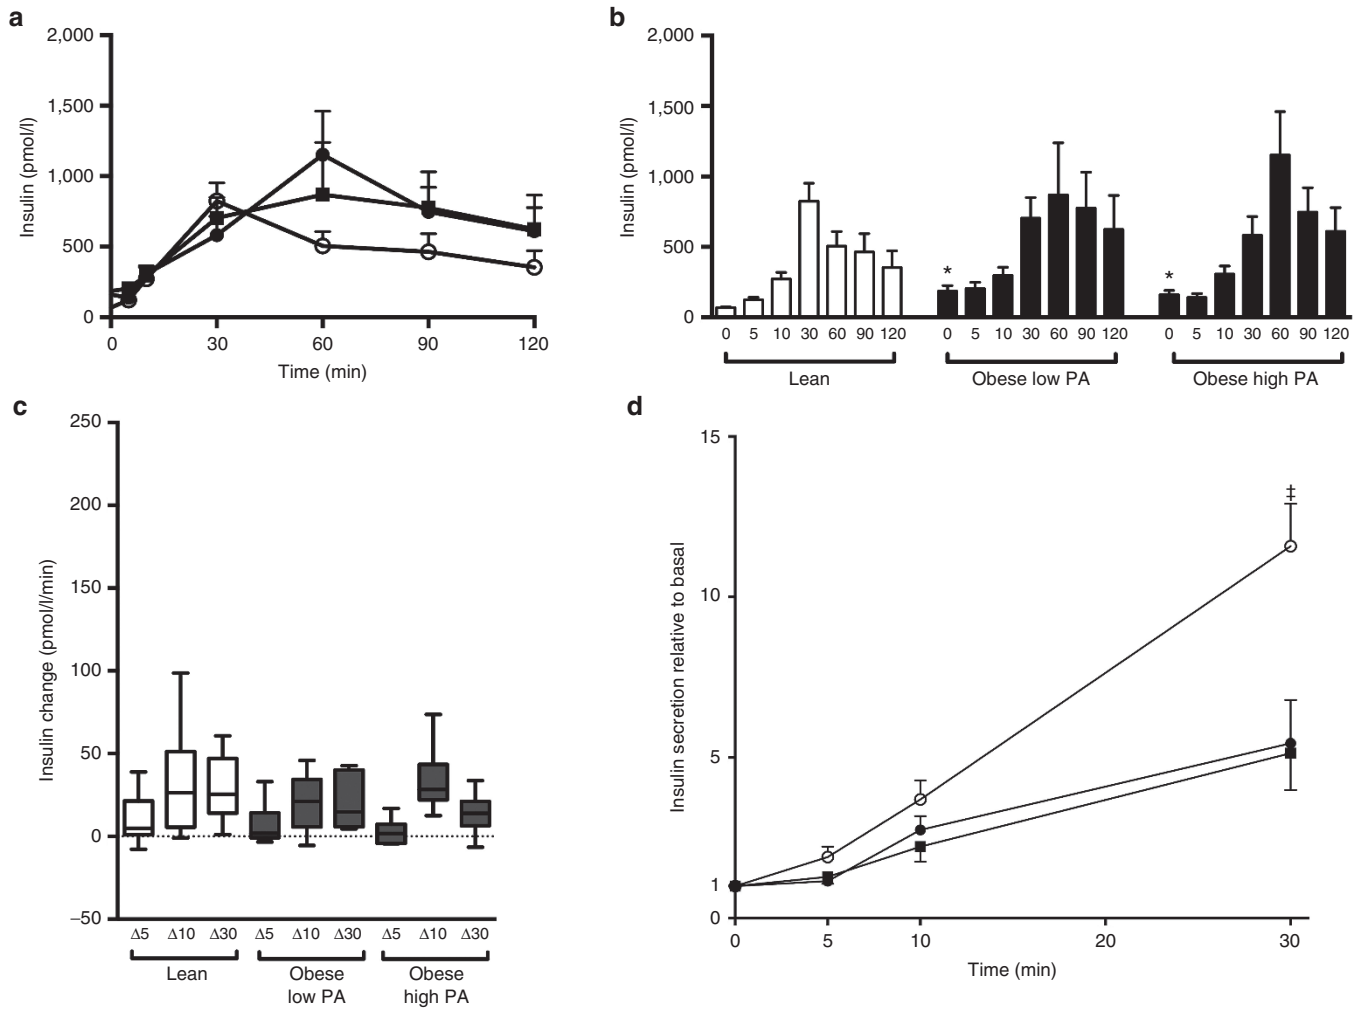 a
2,000
1,500
1,000
500
0
Insulin (pmol/l)
0 30 60 90 120
Time (min)
b
2,000
1,500
1,000
500
0
Insulin (pmol/l)
*
*
0 5 10 30 60 90 120 0 5 10 30 60 90 120 0 5 10 30 60 90 120
Lean Obese low PA Obese high PA
c
250
200
150
100
50
0
−50
Insulin change (pmol/l/min)
Δ5 Δ10 Δ30 Δ5 Δ10 Δ30 Δ5 Δ10 Δ30
Lean Obese Obese
low PA high PA
d
15
10
5
1
0
Insulin secretion relative to basal
‡
0 5 10 20 30
Time (min)